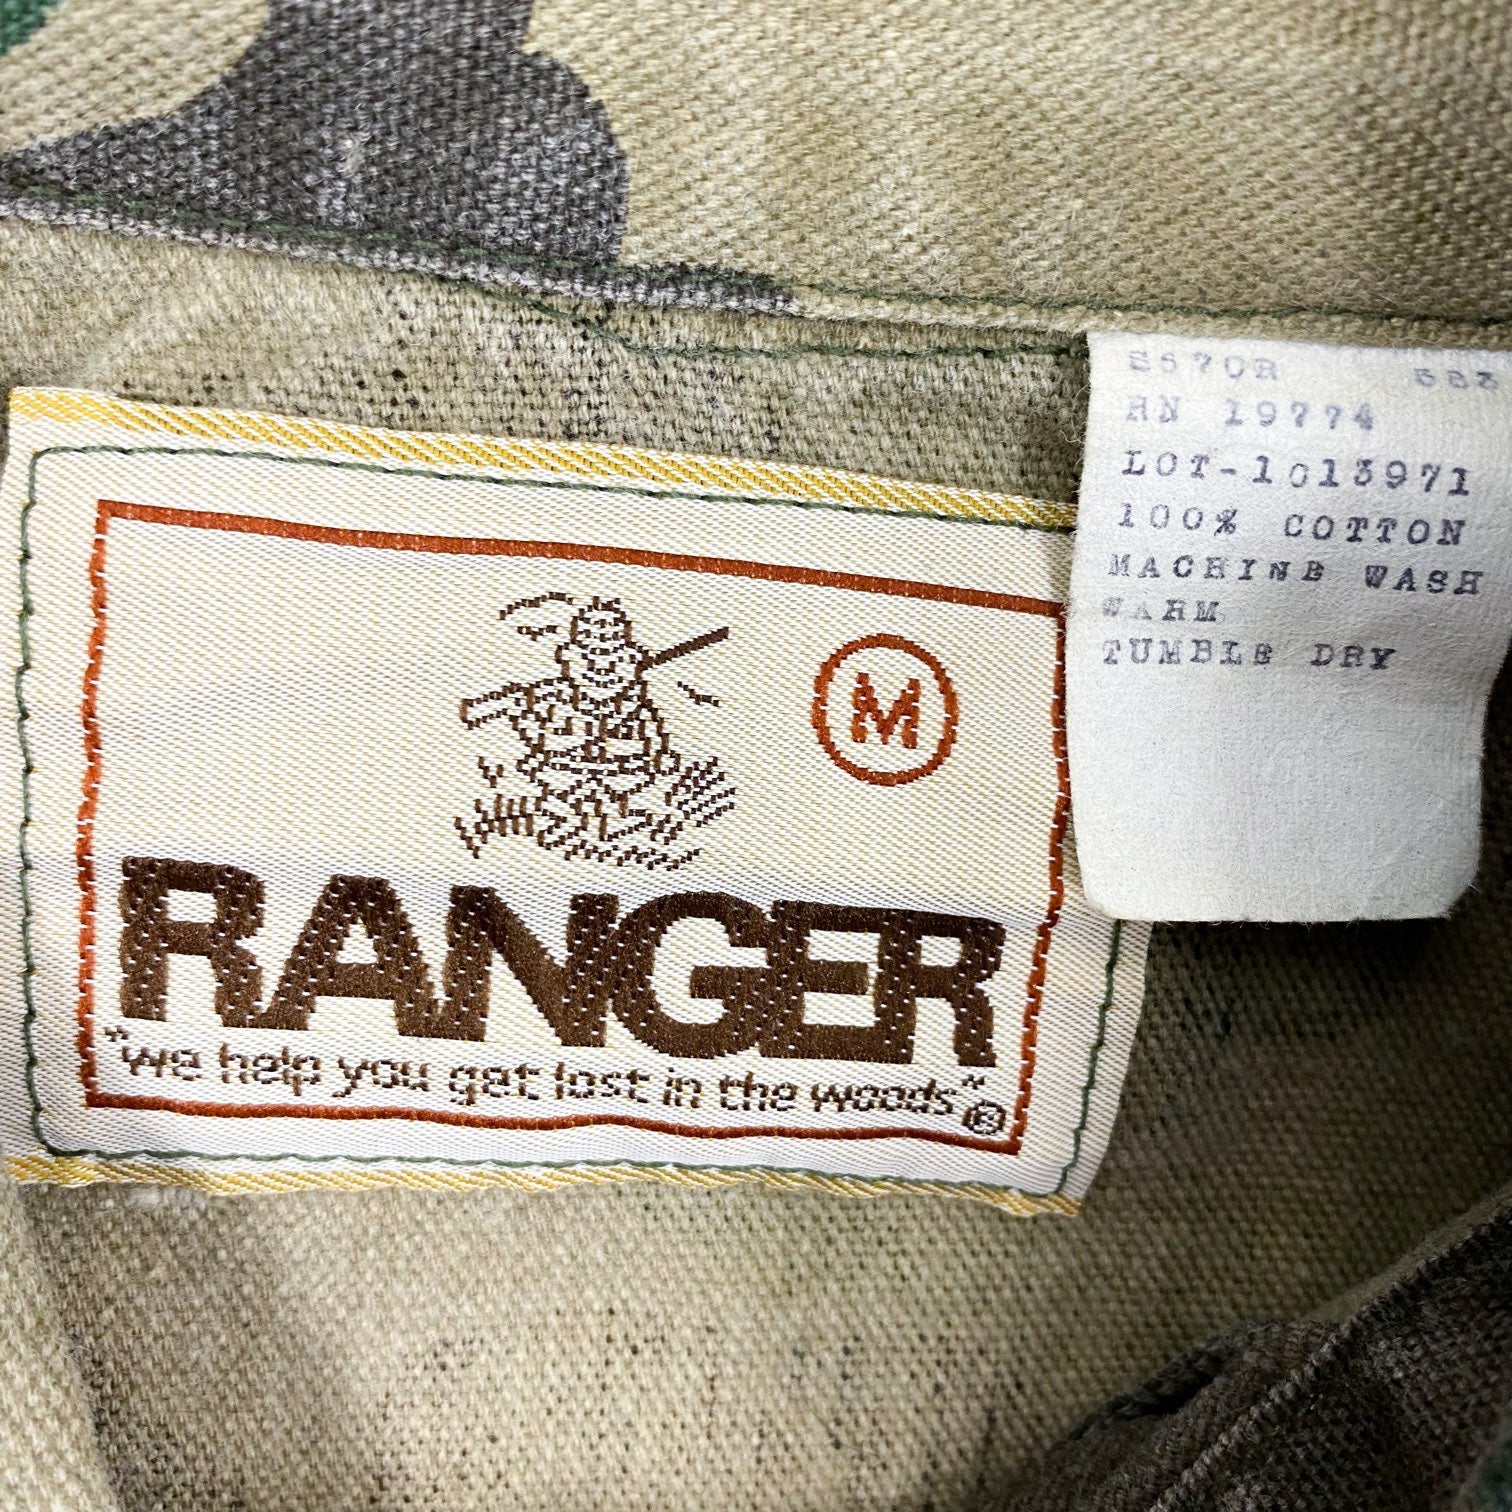 M
RANGER
"we help you get lost in the woods"®
RN 19774
LOT-1013971
100% COTTON
MACHINE WASH
WARM
TUMBLE DRY